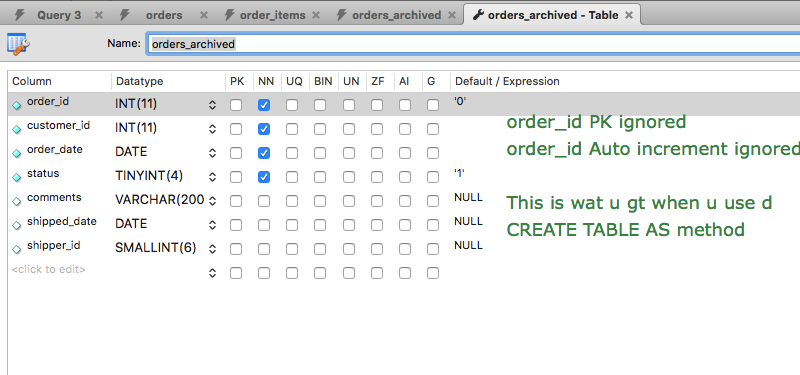 Query 3 × orders × order_items × orders_archived × orders_archived - Table ×
Name: orders_archived
Column Datatype PK NN UQ BIN UN ZF AI G Default / Expression
order_id INT(11) '0'
order_id PK ignored
customer_id INT(11)
order_id Auto increment ignored
order_date DATE
status TINYINT(4) '1'
comments VARCHAR(200 NULL
This is wat u gt when u use d
shipped_date DATE NULL
CREATE TABLE AS method
shipper_id SMALLINT(6) NULL
<click to edit>